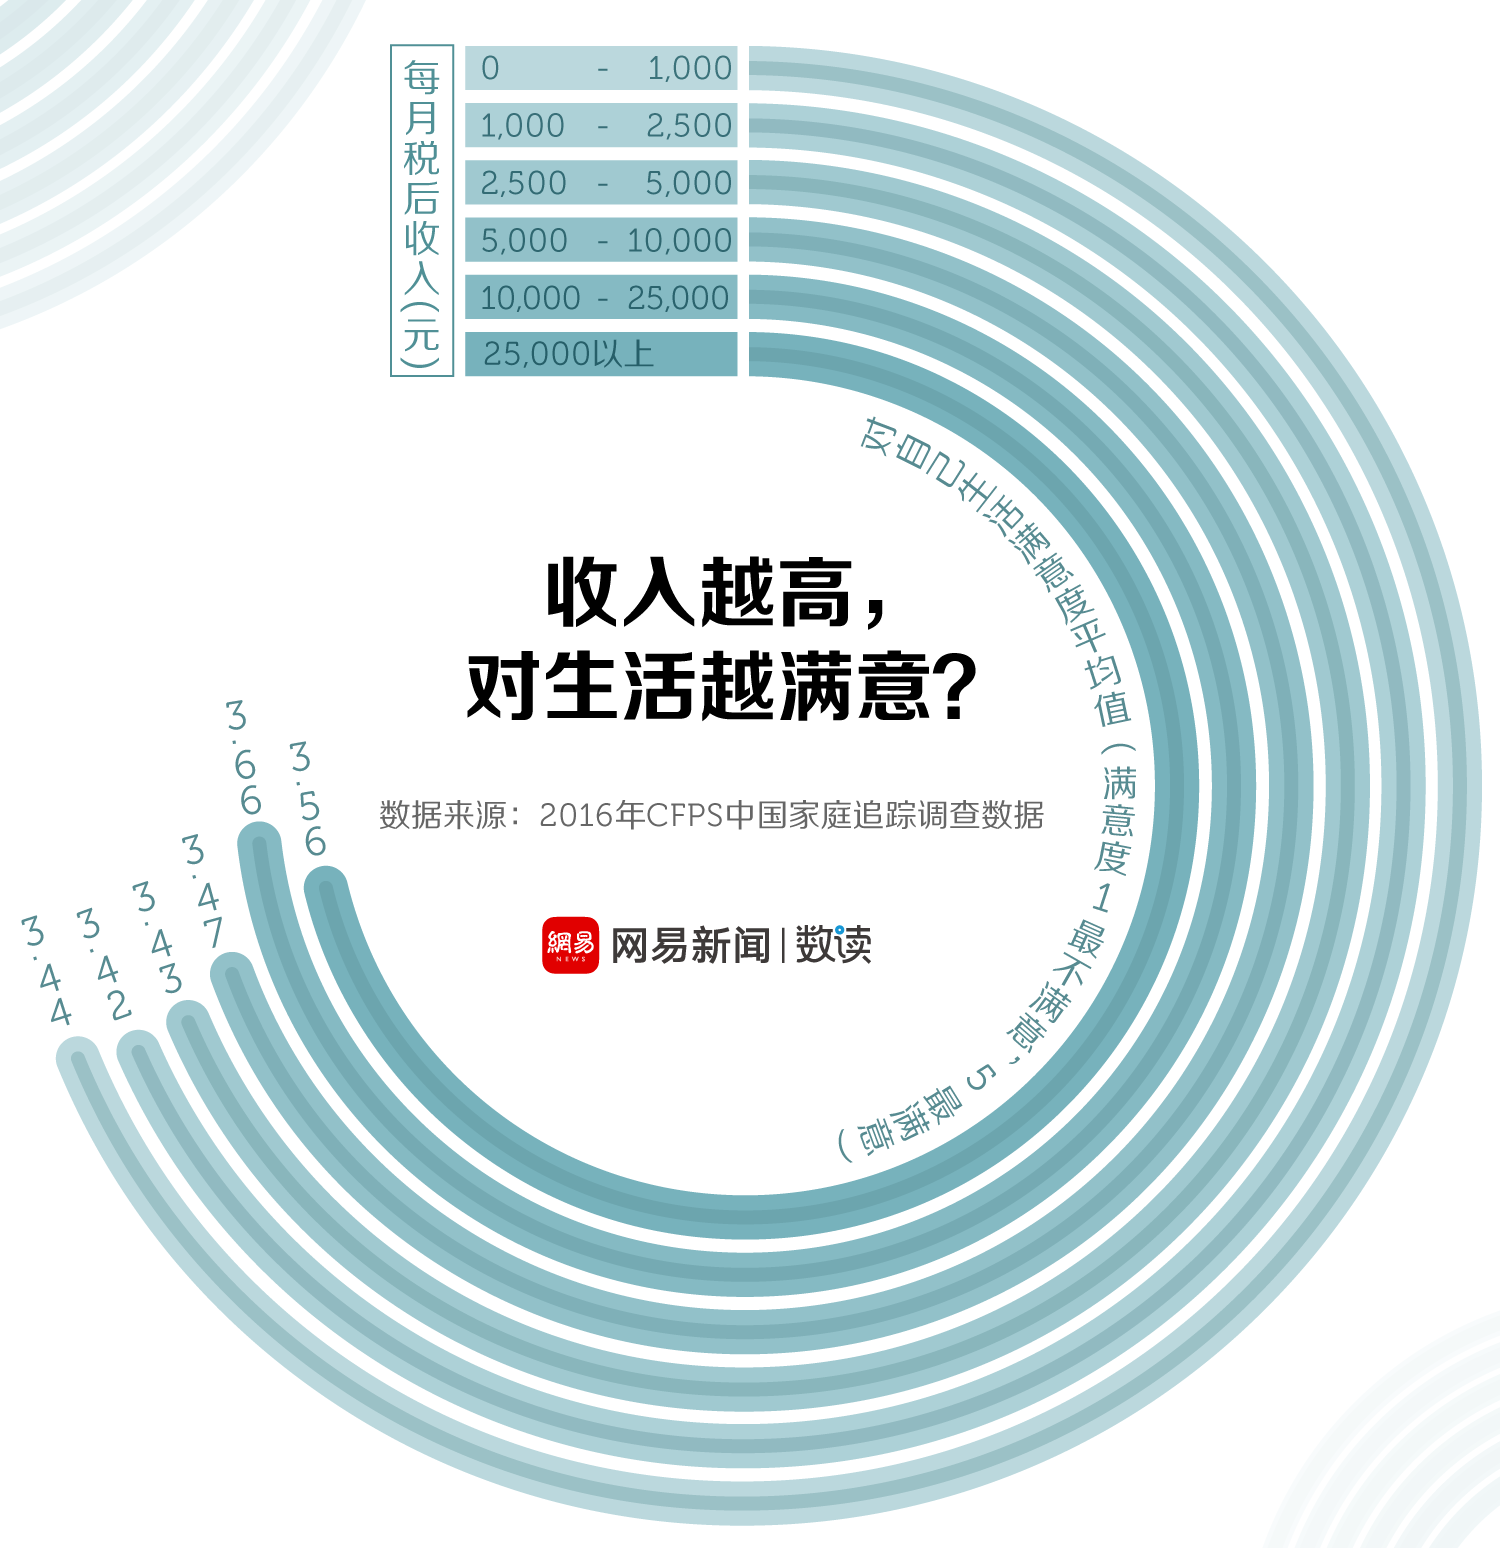 每月税后收入(元)
0 - 1,000
1,000 - 2,500
2,500 - 5,000
5,000 - 10,000
10,000 - 25,000
25,000以上
对自己生活满意度平均值(满意度1最不满意,5最满意)
收入越高,
对生活越满意?
数据来源：2016年CFPS中国家庭追踪调查数据
網易
NEWS
网易新闻|数读
3.44
3.42
3.43
3.47
3.66
3.56